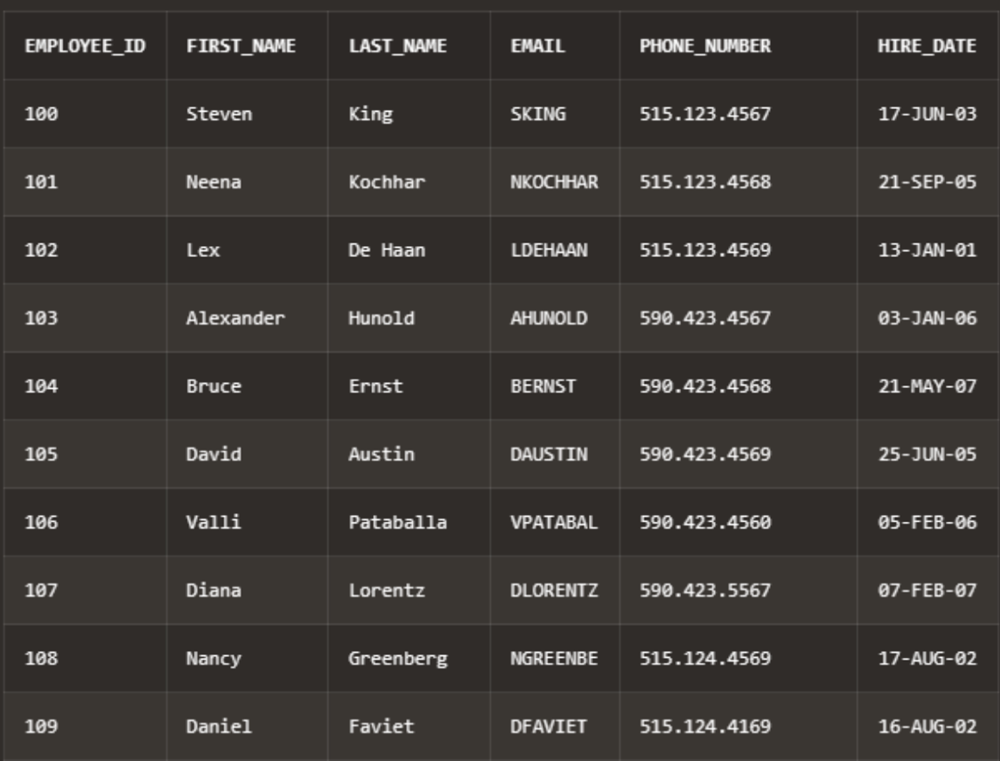 EMPLOYEE_ID FIRST_NAME LAST_NAME EMAIL PHONE_NUMBER HIRE_DATE
100 Steven King SKING 515.123.4567 17-JUN-03
101 Neena Kochhar NKOCHHAR 515.123.4568 21-SEP-05
102 Lex De Haan LDEHAAN 515.123.4569 13-JAN-01
103 Alexander Hunold AHUNOLD 590.423.4567 03-JAN-06
104 Bruce Ernst BERNST 590.423.4568 21-MAY-07
105 David Austin DAUSTIN 590.423.4569 25-JUN-05
106 Valli Pataballa VPATABAL 590.423.4560 05-FEB-06
107 Diana Lorentz DLORENTZ 590.423.5567 07-FEB-07
108 Nancy Greenberg NGREENBE 515.124.4569 17-AUG-02
109 Daniel Faviet DFAVIET 515.124.4169 16-AUG-02